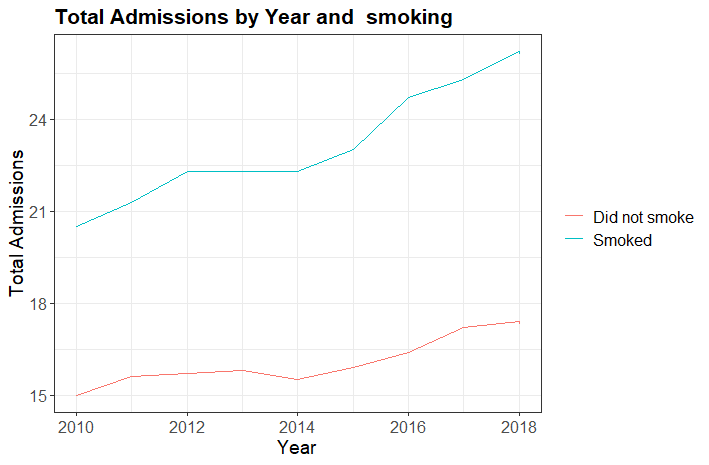 Total Admissions by Year and  smoking
Total Admissions
24
21
18
15
2010 2012 2014 2016 2018
Year
Did not smoke
Smoked